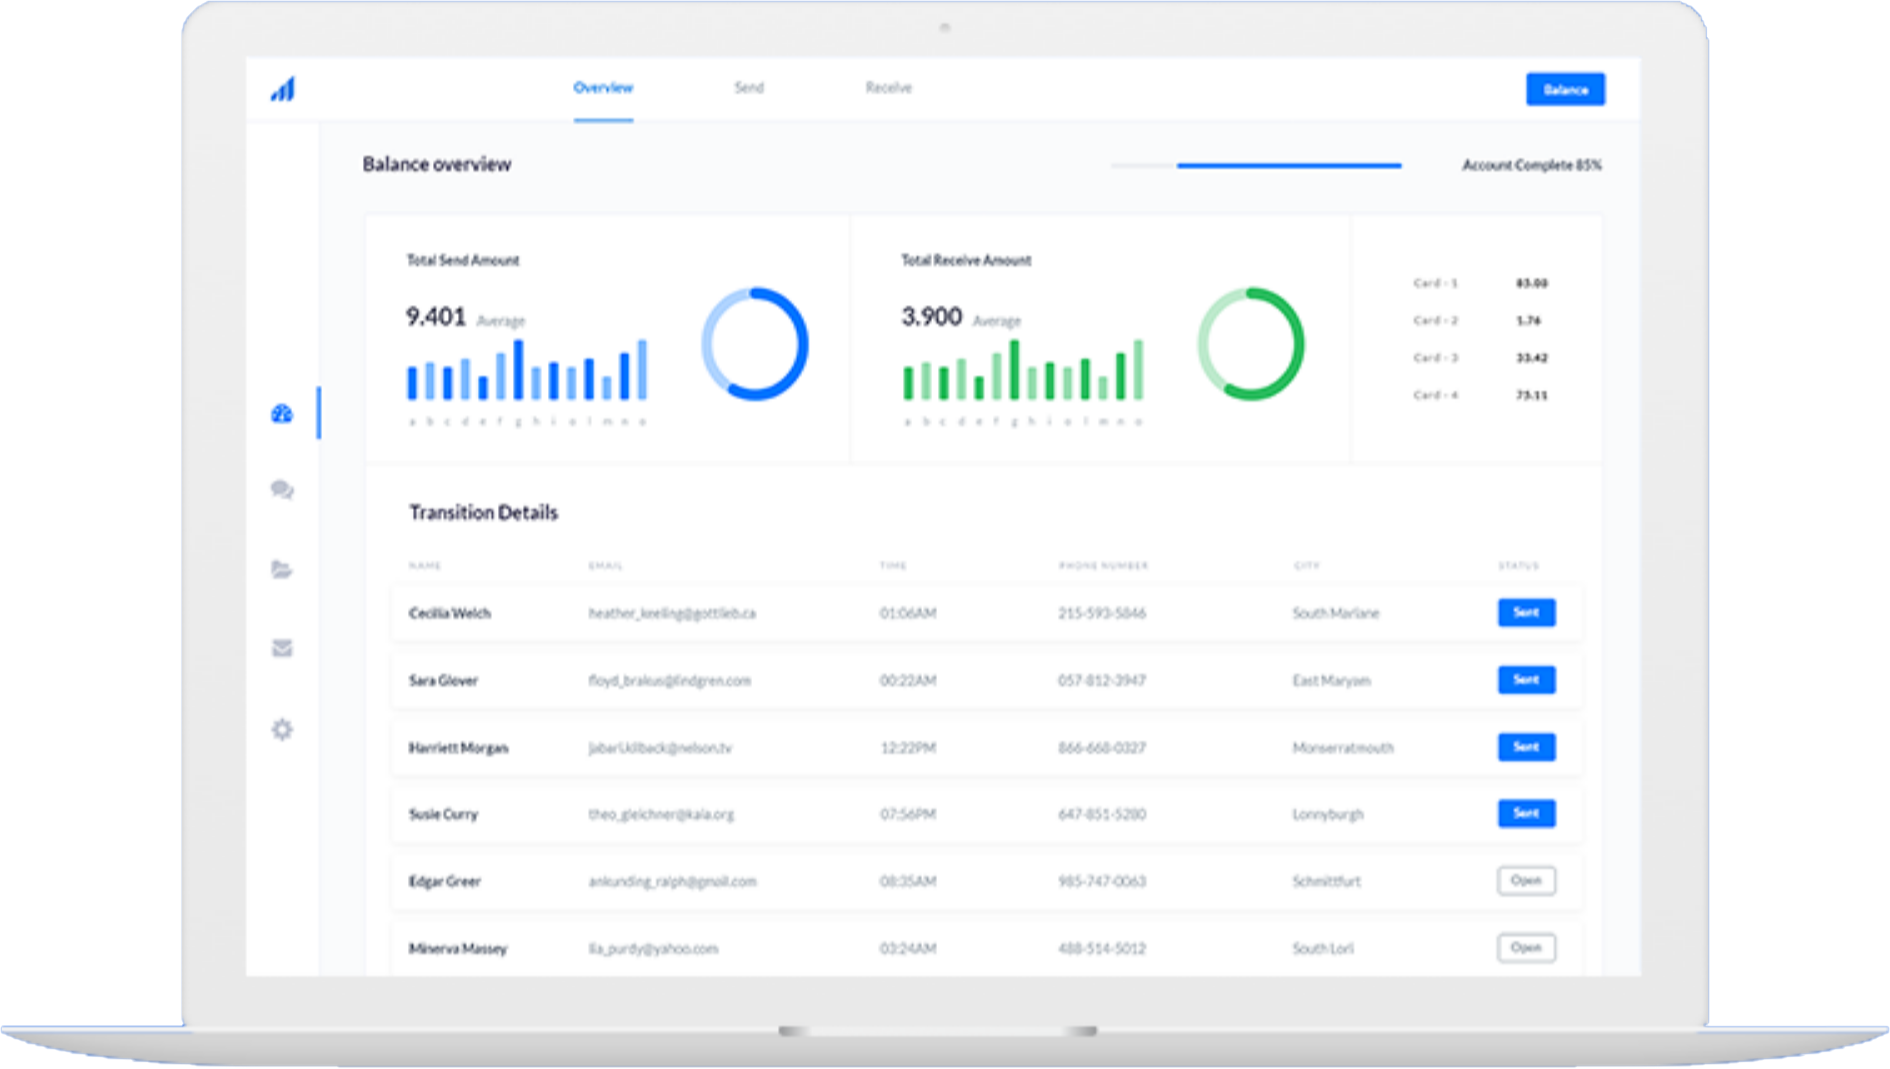 Overview Send Receive Balance
Balance overview Account Complete 85%
Total Send Amount
9.401 Average
a b c d e f g h i o l m n o
Total Receive Amount
3.900 Average
a b c d e f g h i o l m n o
Card - 1 85.00
Card - 2 1.76
Card - 3 33.42
Card - 4 73.11
Transition Details
NAME EMAIL TIME PHONE NUMBER CITY STATUS
Cecilia Welch heather_keeling@gottlieb.ca 01:06AM 215-593-5846 South Mariane Sent
Sara Glover floyd_brakus@lindgren.com 00:22AM 057-812-3947 East Maryam Sent
Harriett Morgan jabari.kilback@nelson.tv 12:22PM 866-668-0327 Monserratmouth Sent
Susie Curry theo_gleichner@kaia.org 07:56PM 647-851-5280 Lonnyburgh Sent
Edgar Greer ankunding_ralph@gmail.com 08:35AM 985-747-0063 Schmittfurt Open
Minerva Massey lia_purdy@yahoo.com 03:24AM 488-514-5012 South Lori Open